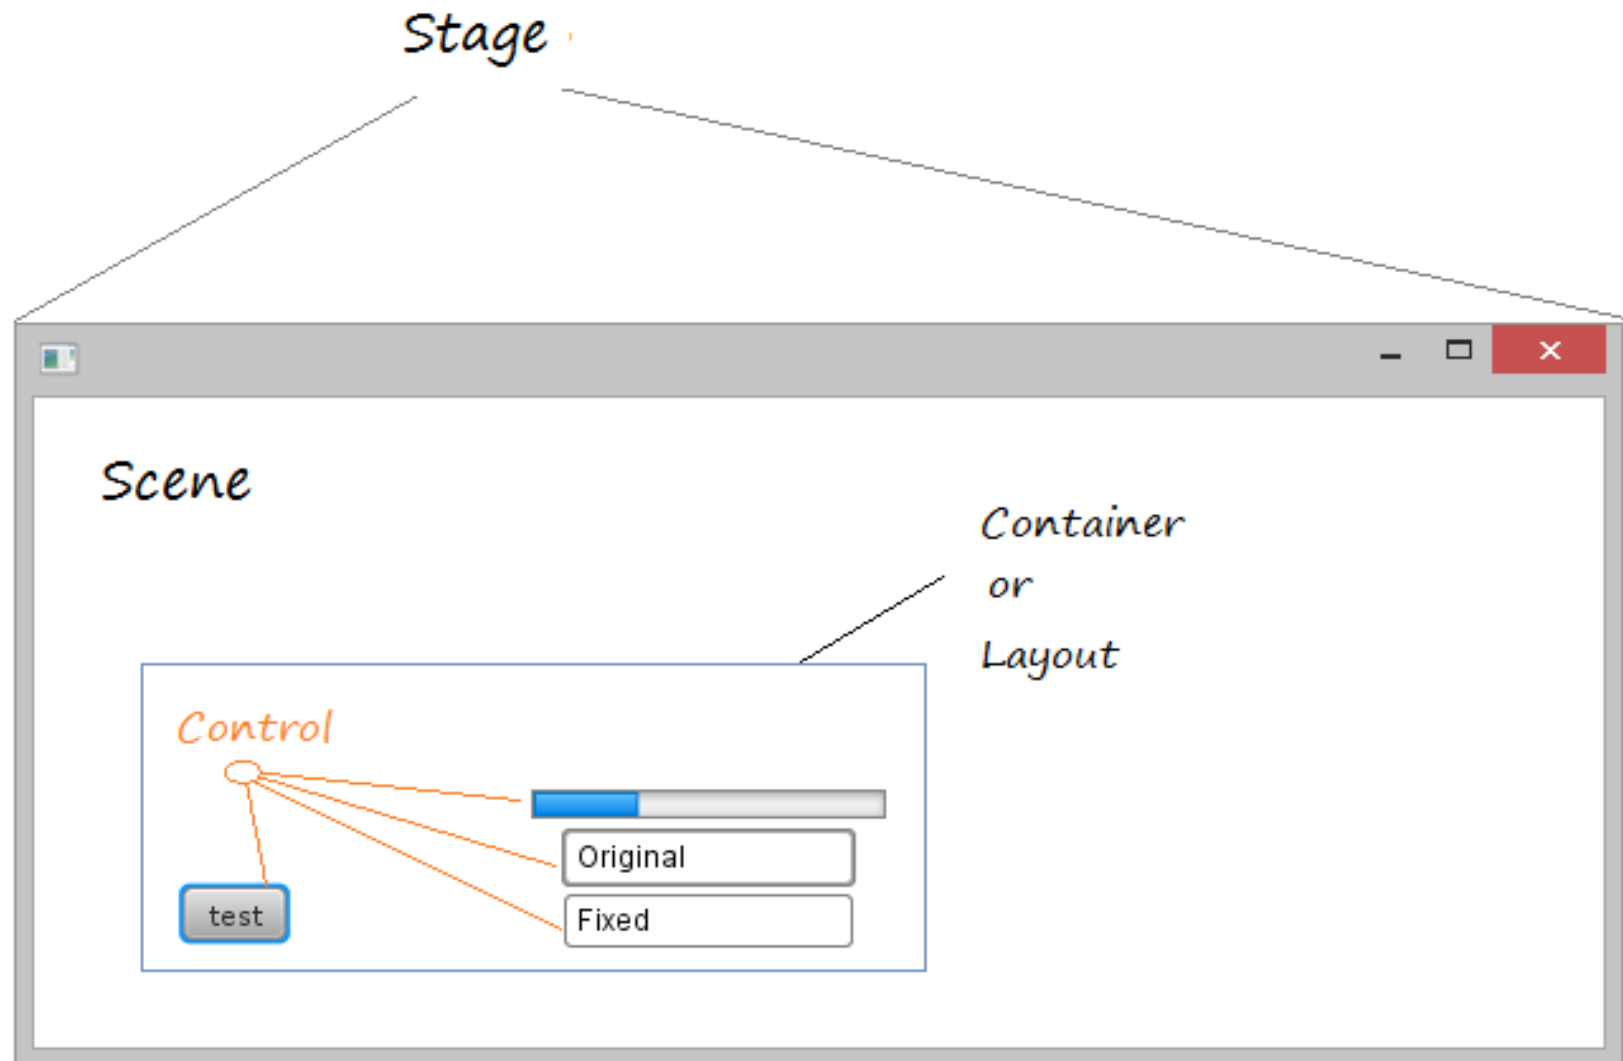 Stage
Scene
Container
or
Layout
Control
Original
test
Fixed